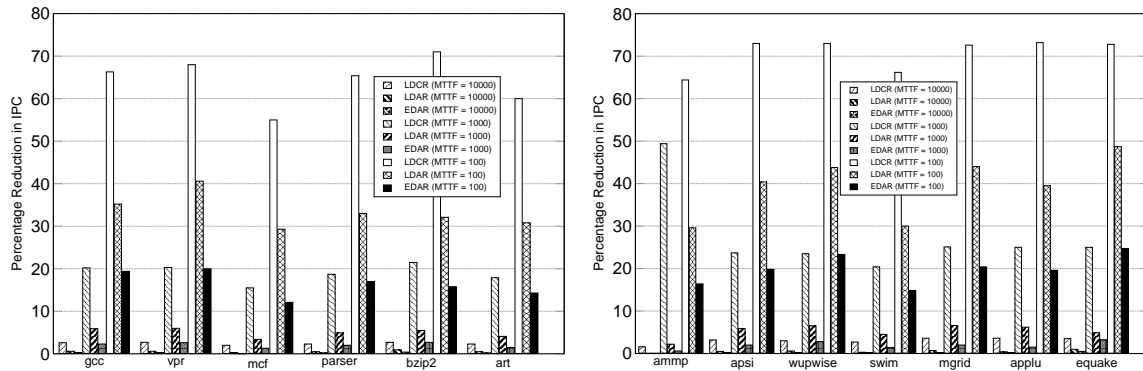 Percentage Reduction in IPC
80
70
60
50
40
30
20
10
0
LDCR (MTTF = 10000)
LDAR (MTTF = 10000)
EDAR (MTTF = 10000)
LDCR (MTTF = 1000)
LDAR (MTTF = 1000)
EDAR (MTTF = 1000)
LDCR (MTTF = 100)
LDAR (MTTF = 100)
EDAR (MTTF = 100)
gcc vpr mcf parser bzip2 art
Percentage Reduction in IPC
80
70
60
50
40
30
20
10
0
LDCR (MTTF = 10000)
LDAR (MTTF = 10000)
EDAR (MTTF = 10000)
LDCR (MTTF = 1000)
LDAR (MTTF = 1000)
EDAR (MTTF = 1000)
LDCR (MTTF = 100)
LDAR (MTTF = 100)
EDAR (MTTF = 100)
ammp apsi wupwise swim mgrid applu equake